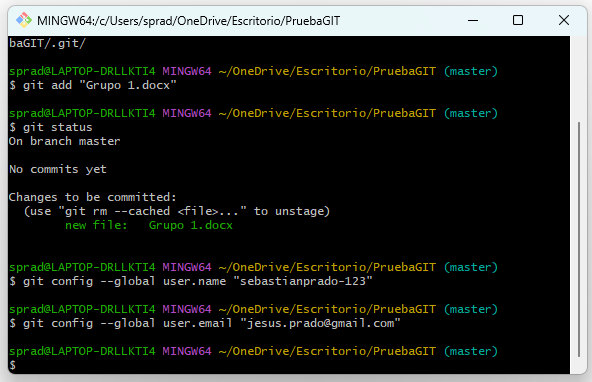 MINGW64:/c/Users/sprad/OneDrive/Escritorio/PruebaGIT
baGIT/.git/
sprad@LAPTOP-DRLLKTI4 MINGW64 ~/OneDrive/Escritorio/PruebaGIT (master)
$ git add "Grupo 1.docx"
sprad@LAPTOP-DRLLKTI4 MINGW64 ~/OneDrive/Escritorio/PruebaGIT (master)
$ git status
On branch master
No commits yet
Changes to be committed:
  (use "git rm --cached <file>..." to unstage)
        new file:   Grupo 1.docx
sprad@LAPTOP-DRLLKTI4 MINGW64 ~/OneDrive/Escritorio/PruebaGIT (master)
$ git config --global user.name "sebastianprado-123"
sprad@LAPTOP-DRLLKTI4 MINGW64 ~/OneDrive/Escritorio/PruebaGIT (master)
$ git config --global user.email "jesus.prado@gmail.com"
sprad@LAPTOP-DRLLKTI4 MINGW64 ~/OneDrive/Escritorio/PruebaGIT (master)
$